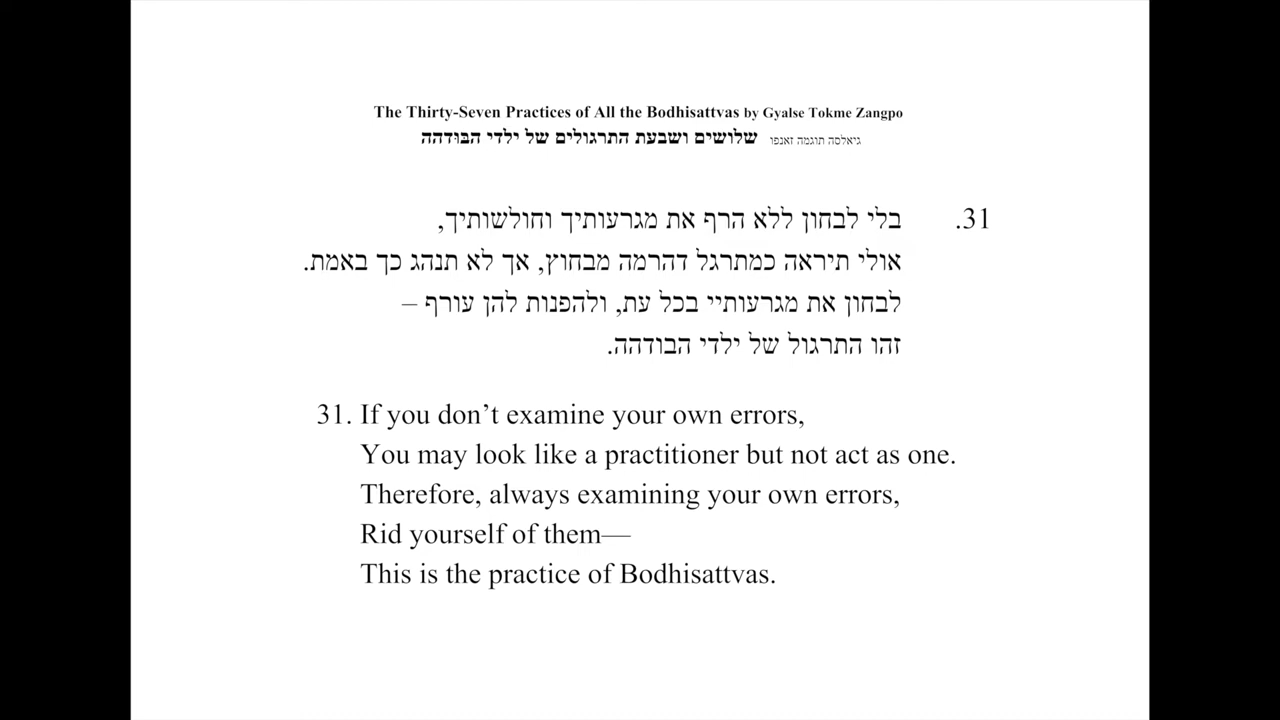 The Thirty-Seven Practices of All the Bodhisattvas by Gyalse Tokme Zangpo
שלושים ושבעת התרגולים של ילדי הבּוּדהה גיאלסה תוגמה זאנפו
31. בלי לבחון ללא הרף את מגרעותיך וחולשותיך,
אולי תיראה כמתרגל דהרמה מבחוץ, אך לא תנהג כך באמת.
לבחון את מגרעותיי בכל עת, ולהפנות להן עורף –
זהו התרגול של ילדי הבודהה.
31. If you don’t examine your own errors,
You may look like a practitioner but not act as one.
Therefore, always examining your own errors,
Rid yourself of them—
This is the practice of Bodhisattvas.